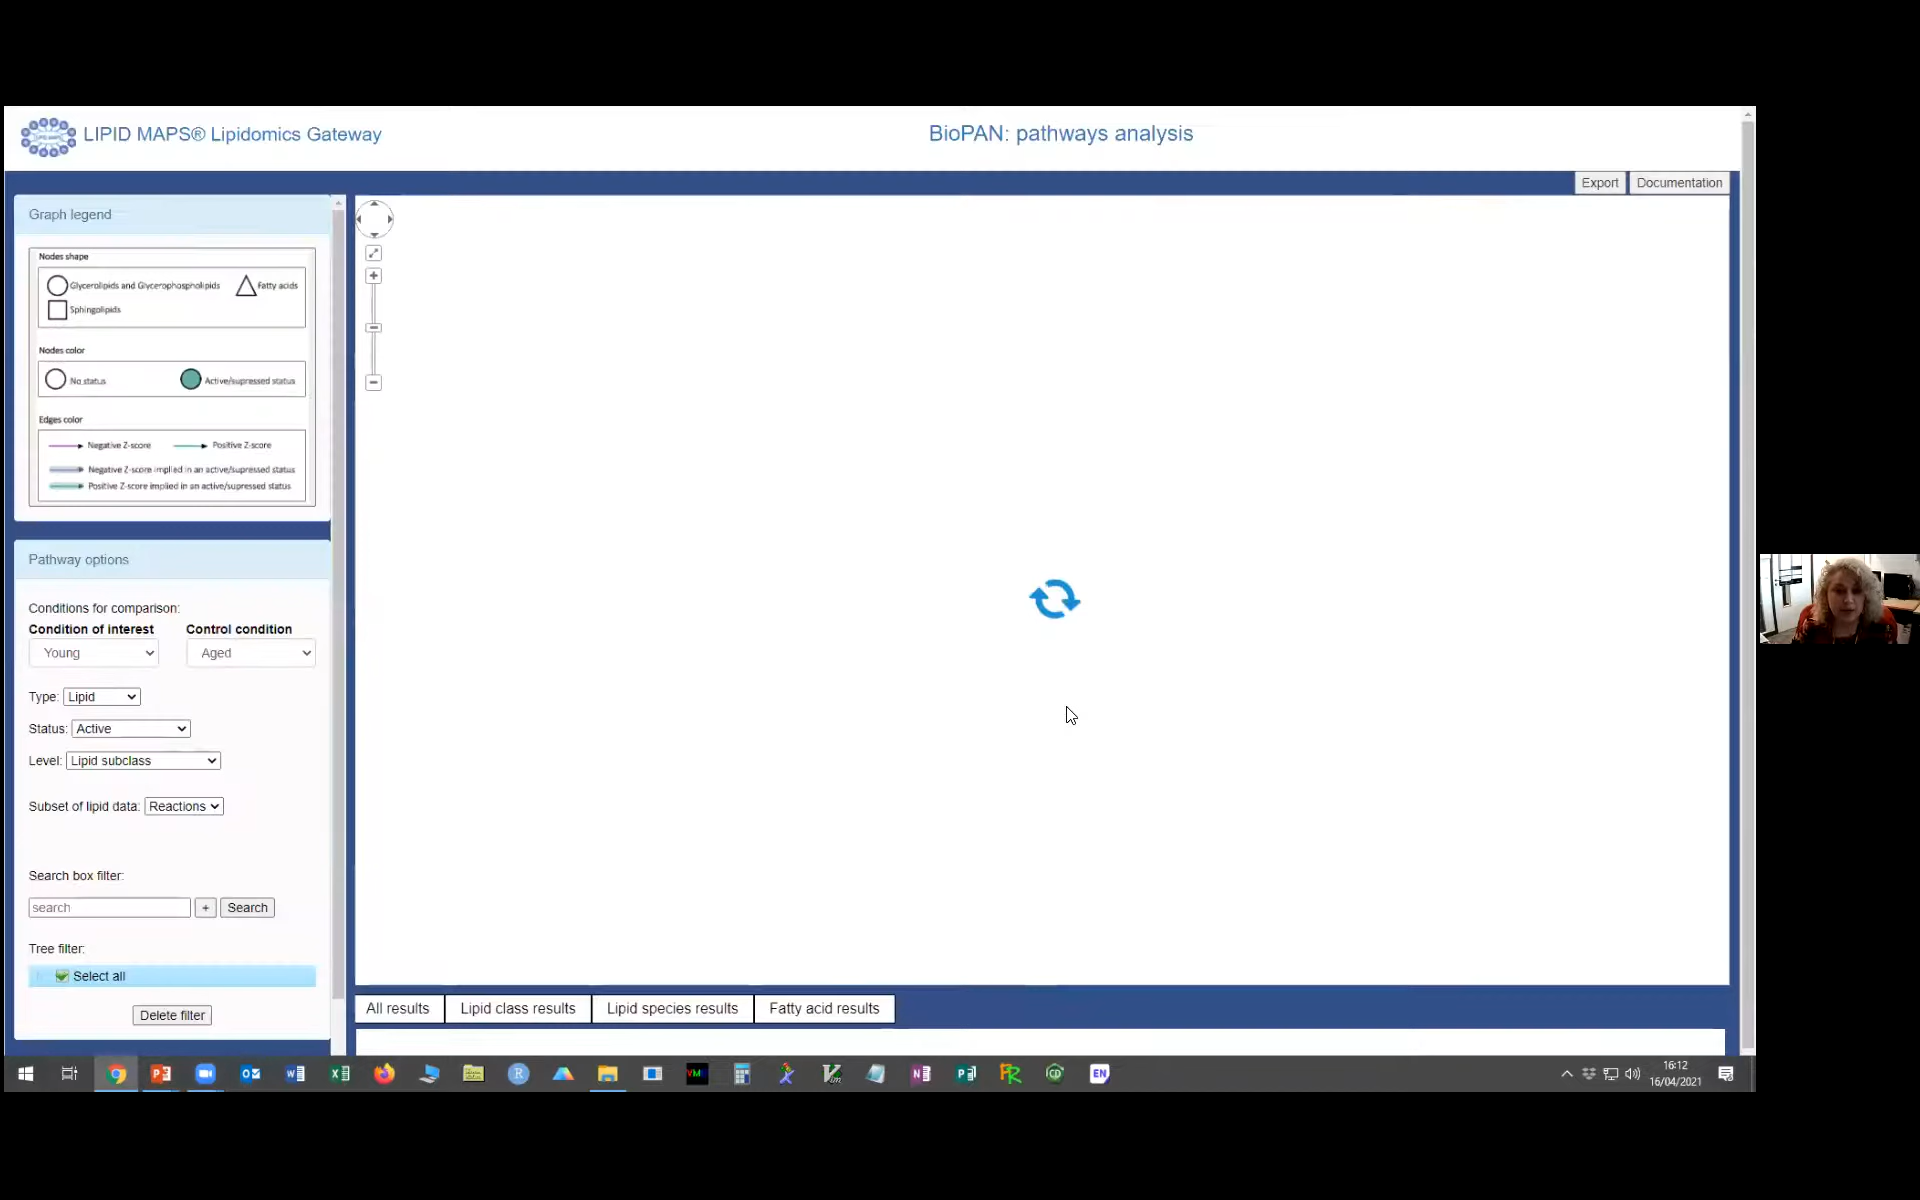 LIPID MAPS® Lipidomics Gateway
BioPAN: pathways analysis
Export
Documentation
Graph legend
Nodes shape
Glycerolipids and Glycerophospholipids
Fatty acids
Sphingolipids
Nodes color
No status
Active/supressed status
Edges color
Negative Z-score
Positive Z-score
Negative Z-score implied in an active/supressed status
Positive Z-score implied in an active/supressed status
Pathway options
Conditions for comparison:
Condition of interest
Control condition
Young
Aged
Type: Lipid
Status: Active
Level: Lipid subclass
Subset of lipid data: Reactions
Search box filter:
search
+
Search
Tree filter:
Select all
Delete filter
All results
Lipid class results
Lipid species results
Fatty acid results
16:12
16/04/2021